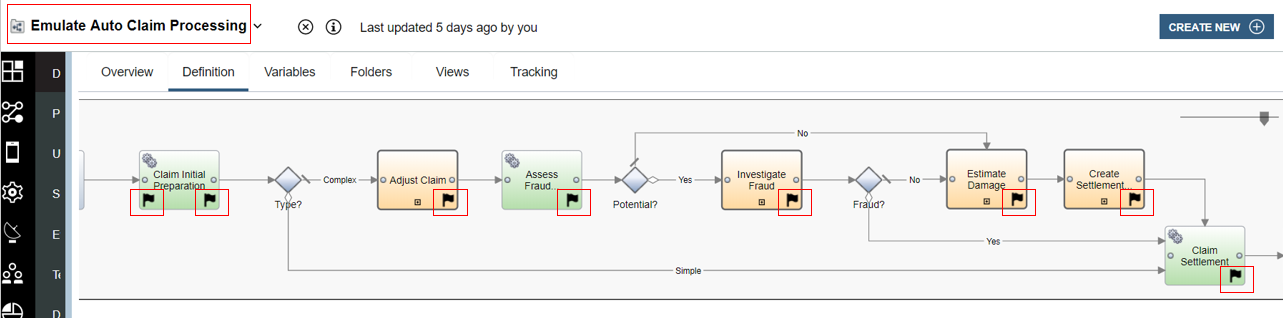 Emulate Auto Claim Processing
Last updated 5 days ago by you
CREATE NEW
D
Overview
Definition
Variables
Folders
Views
Tracking
P
U
S
E
Te
D
No
Claim Initial
Preparation
Type?
Complex
Adjust Claim
Assess
Fraud...
Potential?
Yes
Investigate
Fraud
Fraud?
No
Estimate
Damage
Create
Settlement...
Yes
Simple
Claim
Settlement